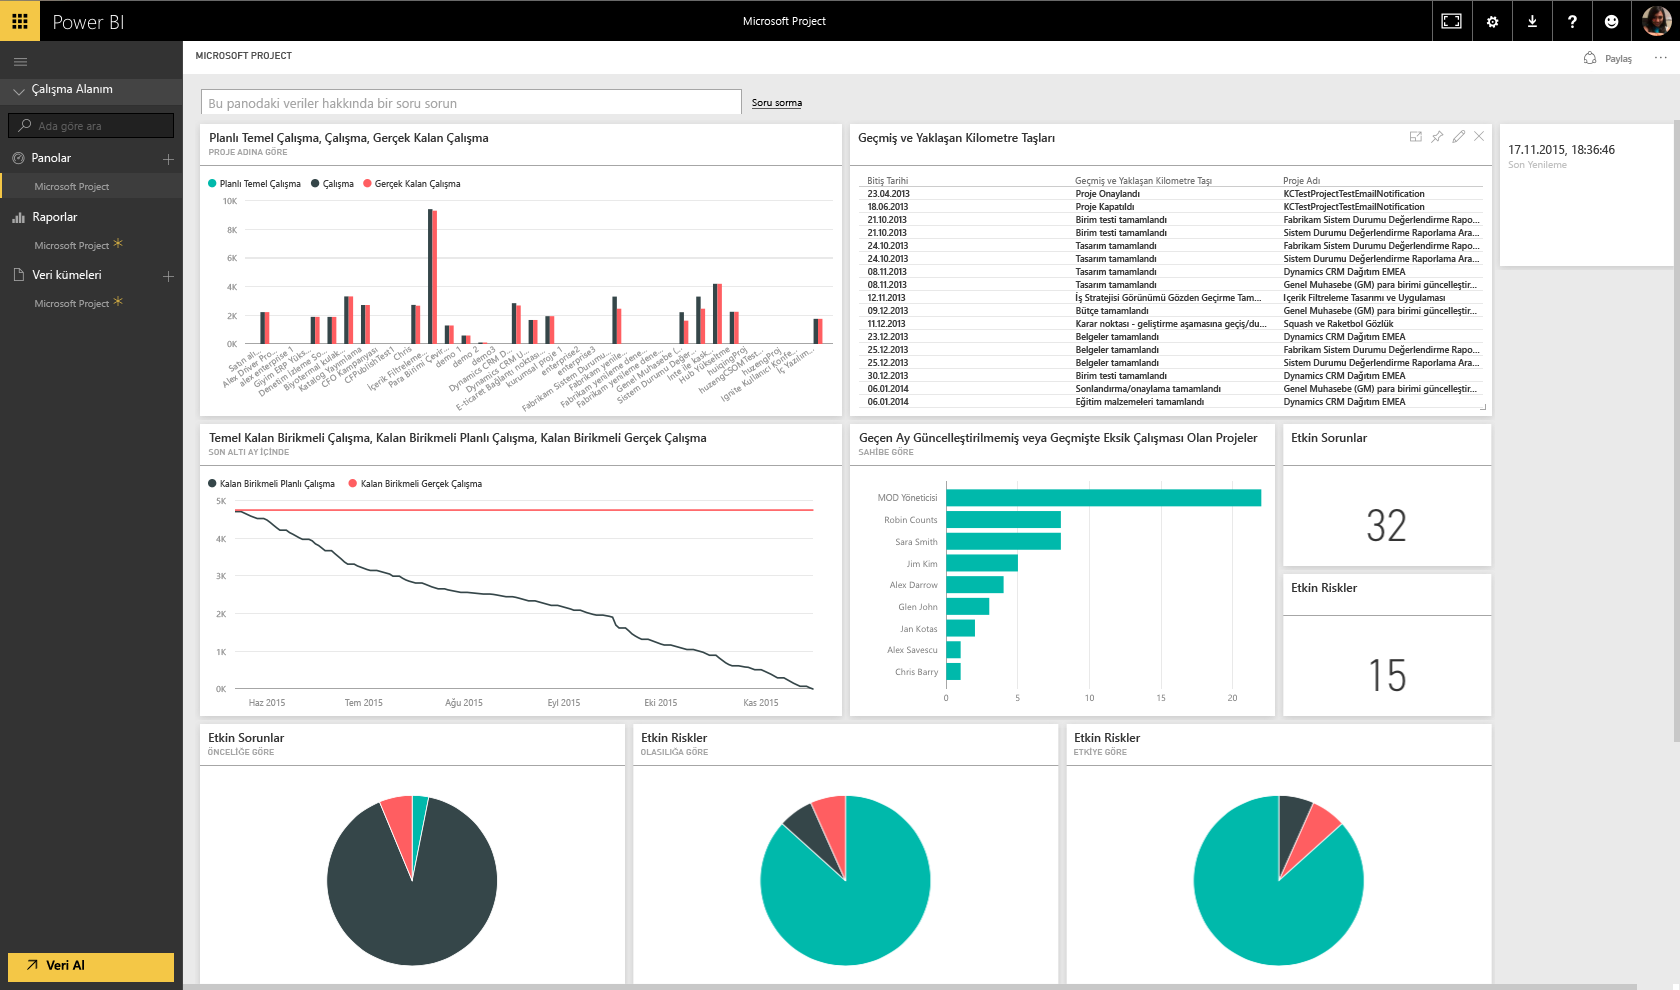 Power BI
Microsoft Project
MICROSOFT PROJECT
Paylaş
Çalışma Alanım
Ada göre ara
Panolar
Microsoft Project
Raporlar
Microsoft Project
Veri kümeleri
Microsoft Project
Veri Al
Bu panodaki veriler hakkında bir soru sorun
Soru sorma
Planlı Temel Çalışma, Çalışma, Gerçek Kalan Çalışma
PROJE ADINA GÖRE
Planlı Temel Çalışma Çalışma Gerçek Kalan Çalışma
10K
8K
6K
4K
2K
0K
Satın alı...
Alex Driver Pro...
alex enterprise 1
Giyim ERP Yüks...
Denetim İzleme So...
Biyotermal kulak...
Katalog Yayımlama
CFO Kampanyası
CFPublishTest1
Chris
İçerik Filtreleme...
Para Birimi Çevir...
demo 1
demo 2
demo3
Dynamics CRM D...
Dynamics CRM U...
E-ticaret Bağlantı noktası...
kurumsal proje 1
enterprise2
enterprise3
Fabrikam Sistem Durumu...
Fabrikam yenile...
Fabrikam yenileme dene...
Fabrikam yenileme dene...
Genel Muhasebe (...
Sistem Durumu Değer...
Inte ile kask...
Hub Yükseltme
huiqingProj
huzengCSOMTest...
huzengProj
Ignite Kullanıcı Konfe...
İç Yazılım...
Geçmiş ve Yaklaşan Kilometre Taşları
Bitiş Tarihi Geçmiş ve Yaklaşan Kilometre Taşı Proje Adı
23.04.2013 Proje Onaylandı KCTestProjectTestEmailNotification
18.06.2013 Proje Kapatıldı KCTestProjectTestEmailNotification
21.10.2013 Birim testi tamamlandı Fabrikam Sistem Durumu Değerlendirme Rapo...
21.10.2013 Birim testi tamamlandı Sistem Durumu Değerlendirme Raporlama Ara...
24.10.2013 Tasarım tamamlandı Fabrikam Sistem Durumu Değerlendirme Rapo...
24.10.2013 Tasarım tamamlandı Sistem Durumu Değerlendirme Raporlama Ara...
08.11.2013 Tasarım tamamlandı Dynamics CRM Dağıtım EMEA
08.11.2013 Tasarım tamamlandı Genel Muhasebe (GM) para birimi güncelleştir...
12.11.2013 İş Stratejisi Görünümü Gözden Geçirme Tam... İçerik Filtreleme Tasarımı ve Uygulaması
09.12.2013 Bütçe tamamlandı Genel Muhasebe (GM) para birimi güncelleştir...
11.12.2013 Karar noktası - geliştirme aşamasına geçiş/du... Squash ve Raketbol Gözlük
23.12.2013 Belgeler tamamlandı Dynamics CRM Dağıtım EMEA
25.12.2013 Belgeler tamamlandı Fabrikam Sistem Durumu Değerlendirme Rapo...
25.12.2013 Belgeler tamamlandı Sistem Durumu Değerlendirme Raporlama Ara...
30.12.2013 Birim testi tamamlandı Dynamics CRM Dağıtım EMEA
06.01.2014 Sonlandırma/onaylama tamamlandı Genel Muhasebe (GM) para birimi güncelleştir...
06.01.2014 Eğitim malzemeleri tamamlandı Dynamics CRM Dağıtım EMEA
17.11.2015, 18:36:46
Son Yenileme
Temel Kalan Birikmeli Çalışma, Kalan Birikmeli Planlı Çalışma, Kalan Birikmeli Gerçek Çalışma
SON ALTI AY İÇİNDE
Kalan Birikmeli Planlı Çalışma Kalan Birikmeli Gerçek Çalışma
5K
4K
3K
2K
1K
0K
Haz 2015 Tem 2015 Ağu 2015 Eyl 2015 Eki 2015 Kas 2015
Geçen Ay Güncelleştirilmemiş veya Geçmişte Eksik Çalışması Olan Projeler
SAHİBE GÖRE
MOD Yöneticisi
Robin Counts
Sara Smith
Jim Kim
Alex Darrow
Glen John
Jan Kotas
Alex Savescu
Chris Barry
0 5 10 15 20
Etkin Sorunlar
32
Etkin Riskler
15
Etkin Sorunlar
ÖNCELİĞE GÖRE
Etkin Riskler
OLASILIĞA GÖRE
Etkin Riskler
ETKİYE GÖRE